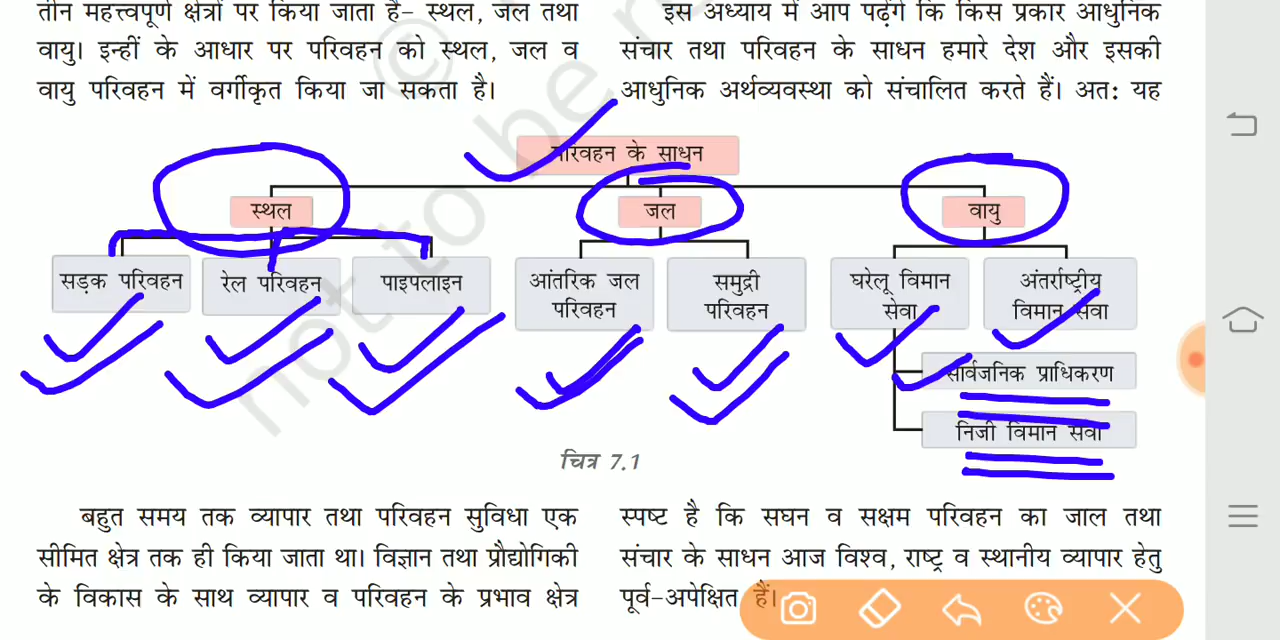 तीन महत्त्वपूर्ण क्षेत्रों पर किया जाता है– स्थल, जल तथा
वायु। इन्हीं के आधार पर परिवहन को स्थल, जल व
वायु परिवहन में वर्गीकृत किया जा सकता है।
इस अध्याय में आप पढ़ेंगे कि किस प्रकार आधुनिक
संचार तथा परिवहन के साधन हमारे देश और इसकी
आधुनिक अर्थव्यवस्था को संचालित करते हैं। अतः यह
परिवहन के साधन
स्थल
जल
वायु
सड़क परिवहन
रेल परिवहन
पाइपलाइन
आंतरिक जल
परिवहन
समुद्री
परिवहन
घरेलू विमान
सेवा
अंतर्राष्ट्रीय
विमान सेवा
सार्वजनिक प्राधिकरण
निजी विमान सेवा
चित्र 7.1
बहुत समय तक व्यापार तथा परिवहन सुविधा एक
सीमित क्षेत्र तक ही किया जाता था। विज्ञान तथा प्रौद्योगिकी
के विकास के साथ व्यापार व परिवहन के प्रभाव क्षेत्र
स्पष्ट है कि सघन व सक्षम परिवहन का जाल तथा
संचार के साधन आज विश्व, राष्ट्र व स्थानीय व्यापार हेतु
पूर्व–अपेक्षित हैं।
© not to be r